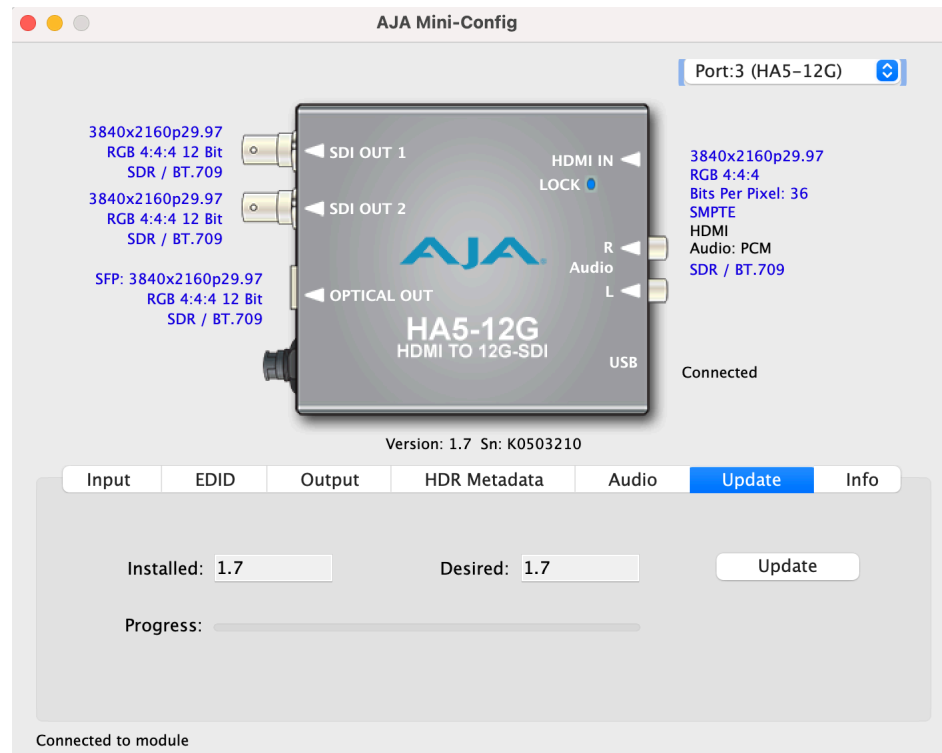 AJA Mini-Config
Port:3 (HA5-12G)
3840x2160p29.97
RGB 4:4:4 12 Bit
SDR / BT.709
3840x2160p29.97
RGB 4:4:4 12 Bit
SDR / BT.709
SFP: 3840x2160p29.97
RGB 4:4:4 12 Bit
SDR / BT.709
SDI OUT 1
SDI OUT 2
OPTICAL OUT
HDMI IN
LOCK
AJA
R
Audio
L
HA5-12G
HDMI TO 12G-SDI
USB
3840x2160p29.97
RGB 4:4:4
Bits Per Pixel: 36
SMPTE
HDMI
Audio: PCM
SDR / BT.709
Connected
Version: 1.7 Sn: K0503210
Input EDID Output HDR Metadata Audio Update Info
Installed: 1.7 Desired: 1.7 Update
Progress:
Connected to module